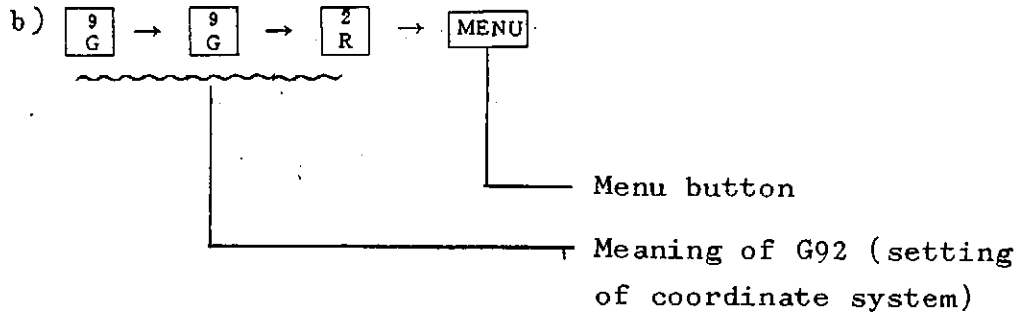 b) 9 G → 9 G → 2 R → MENU
Menu button
Meaning of G92 (setting
of coordinate system)